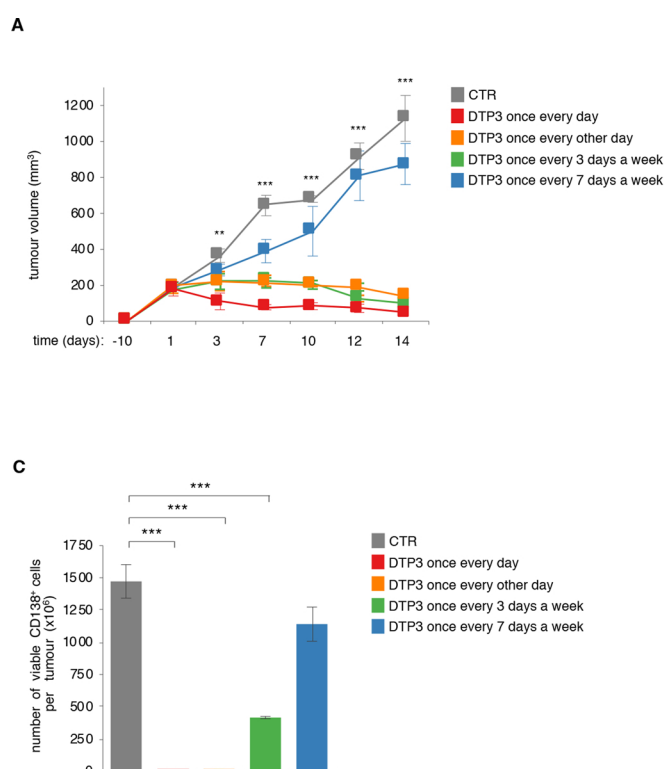 A
***
***
***
***
**
1200
1000
800
600
400
200
0
tumour volume (mm³)
time (days): -10 1 3 7 10 12 14
CTR
DTP3 once every day
DTP3 once every other day
DTP3 once every 3 days a week
DTP3 once every 7 days a week
C
***
***
***
1750
1500
1250
1000
750
500
250
0
number of viable CD138⁺ cells
per tumour (x10⁶)
CTR
DTP3 once every day
DTP3 once every other day
DTP3 once every 3 days a week
DTP3 once every 7 days a week